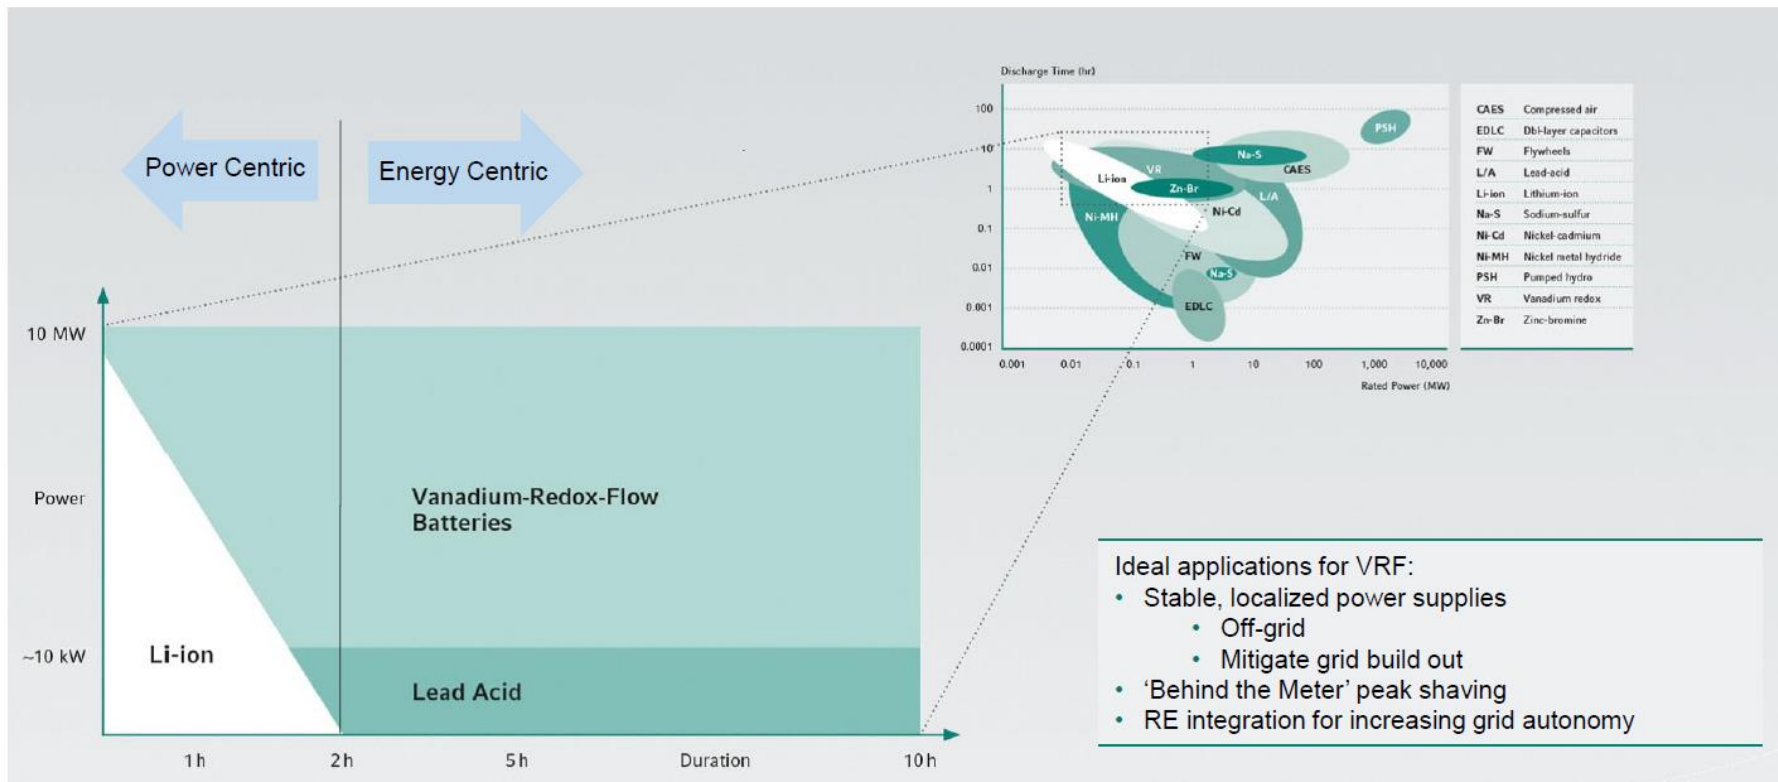 Power Centric
Energy Centric
10 MW
Power
~10 kW
Vanadium-Redox-Flow
Batteries
Li-ion
Lead Acid
1h
2h
5h
Duration
10h
Discharge Time (hr)
100
10
1
0.1
0.01
0.001
0.0001
0.001
0.01
0.1
1
10
100
1,000
10,000
Rated Power (MW)
PSH
Na-S
CAES
VR
Li-ion
Zn-Br
L/A
Ni-MH
Ni-Cd
FW
Na-S
EDLC
CAES Compressed air
EDLC Dbl-layer capacitors
FW Flywheels
L/A Lead-acid
Li-ion Lithium-ion
Na-S Sodium-sulfur
Ni-Cd Nickel-cadmium
Ni-MH Nickel metal hydride
PSH Pumped hydro
VR Vanadium redox
Zn-Br Zinc-bromine
Ideal applications for VRF:
• Stable, localized power supplies
• Off-grid
• Mitigate grid build out
• ‘Behind the Meter’ peak shaving
• RE integration for increasing grid autonomy